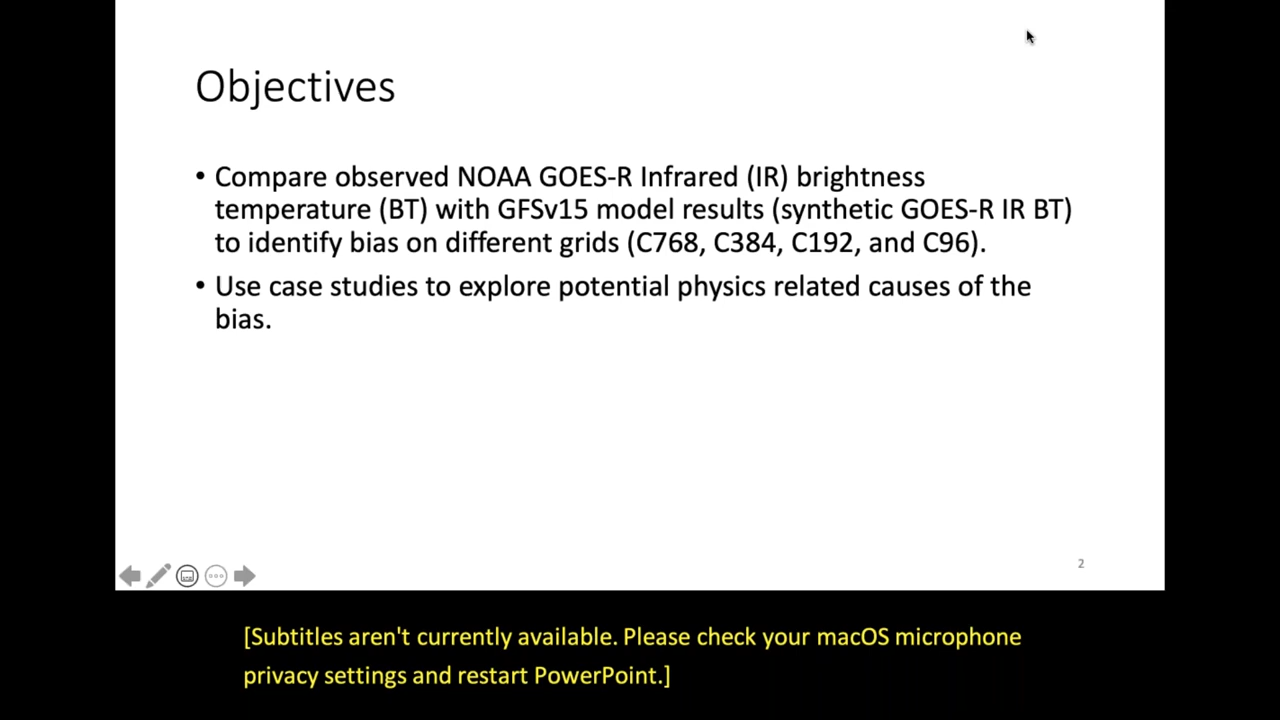 Objectives
• Compare observed NOAA GOES-R Infrared (IR) brightness
temperature (BT) with GFSv15 model results (synthetic GOES-R IR BT)
to identify bias on different grids (C768, C384, C192, and C96).
• Use case studies to explore potential physics related causes of the
bias.
2
[Subtitles aren't currently available. Please check your macOS microphone
privacy settings and restart PowerPoint.]